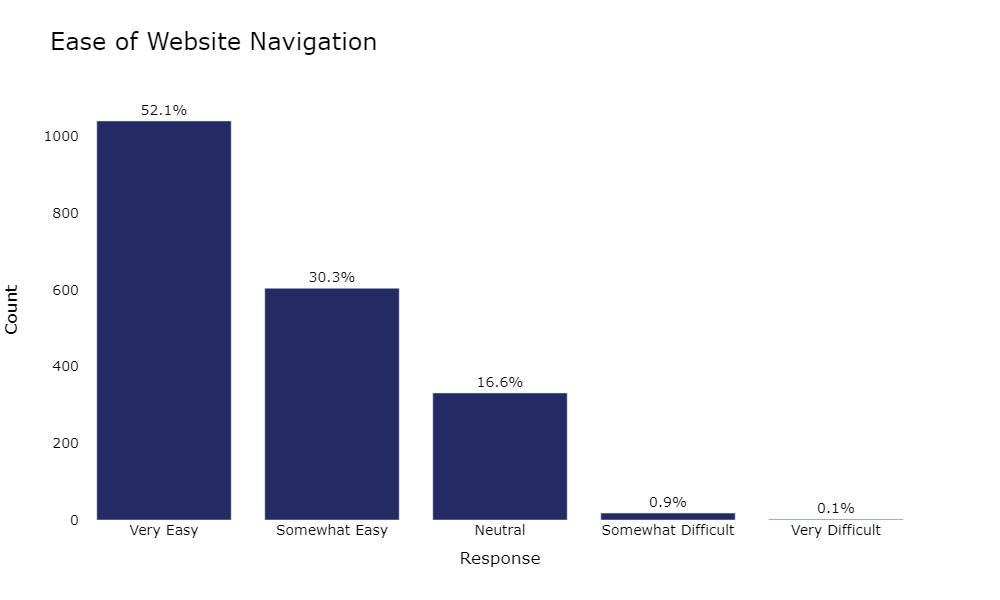 Ease of Website Navigation
52.1%
1000
800
30.3%
600
Count
400
16.6%
200
0.9%
0.1%
0
Very Easy
Somewhat Easy
Neutral
Somewhat Difficult
Very Difficult
Response